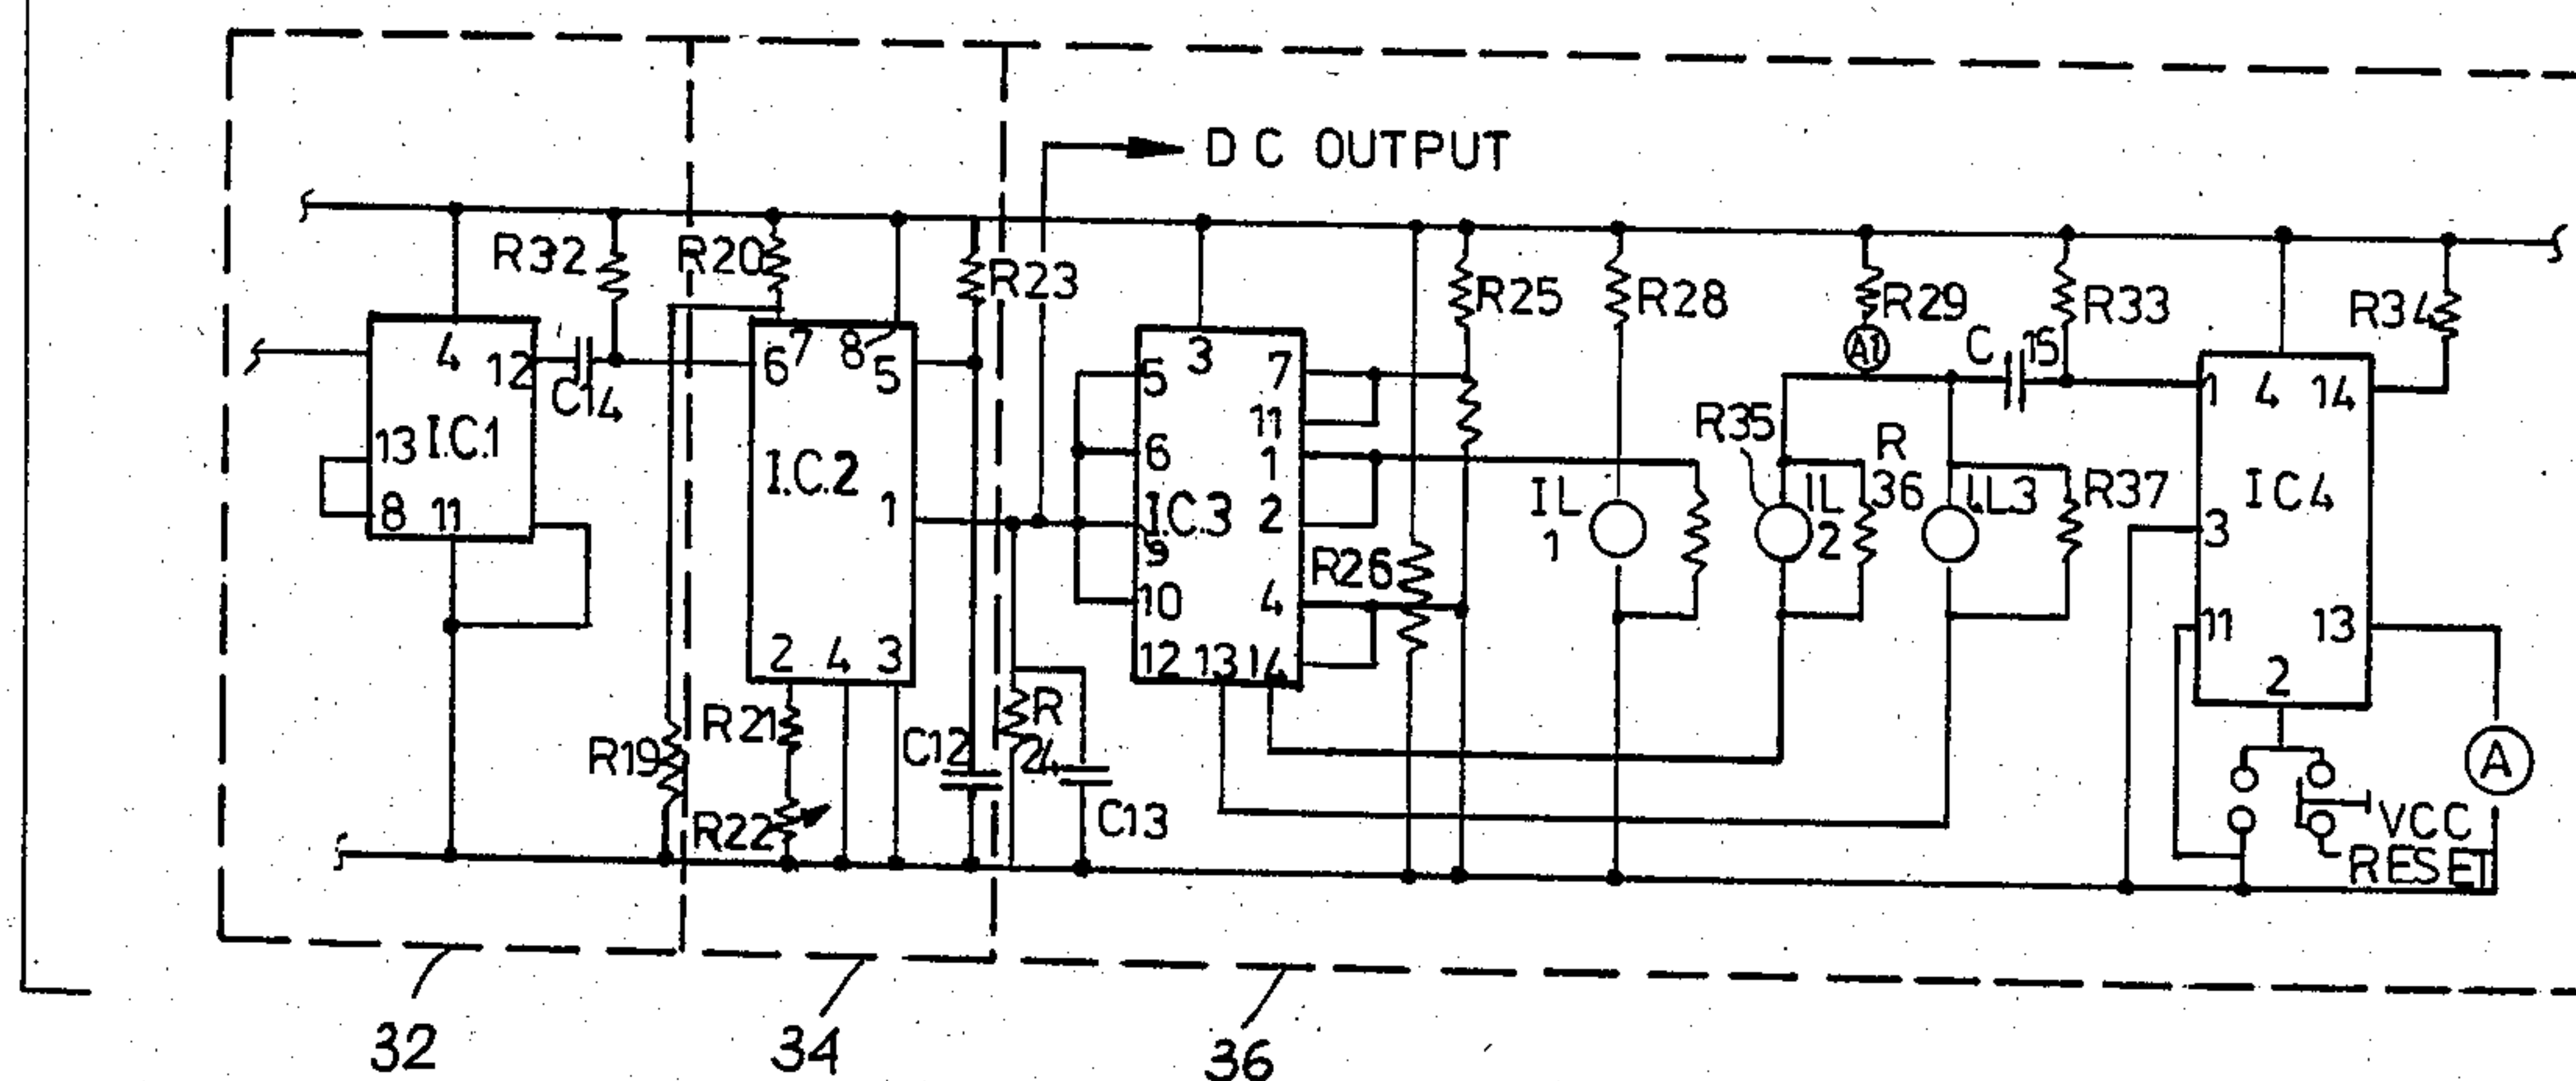 DC OUTPUT
R32
R20
R23
R25
R28
R29
R33
R34
A1
C 15
4
12
C14
13
I.C.1
8
11
6
7
8
5
I.C.2
1
2
4
3
R19
R21
R22
C12
R 24
C13
3
5
6
I.C.3
9
10
12
13
14
7
11
1
2
4
R26
IL 1
R35
IL 2
R 36
IL3
R37
1
4
14
IC4
3
11
2
13
A
VCC
RESET
32
34
36